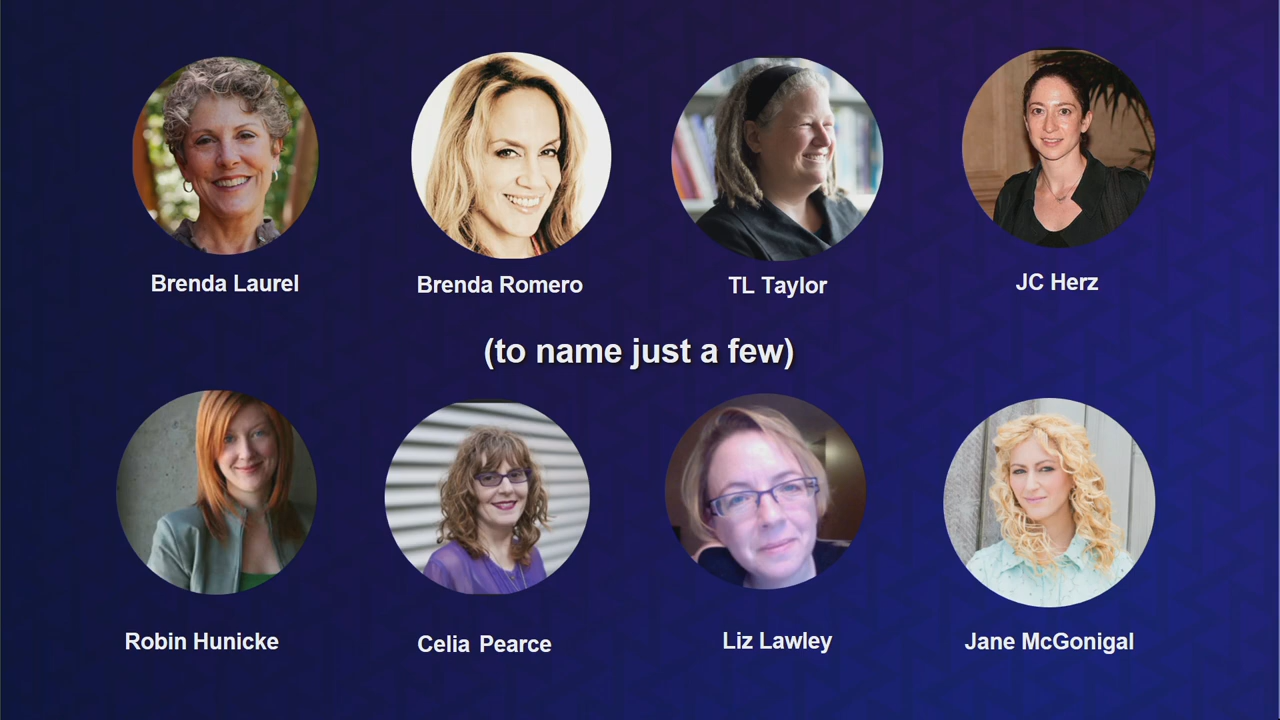 Brenda Laurel
Brenda Romero
TL Taylor
JC Herz
(to name just a few)
Robin Hunicke
Celia Pearce
Liz Lawley
Jane McGonigal